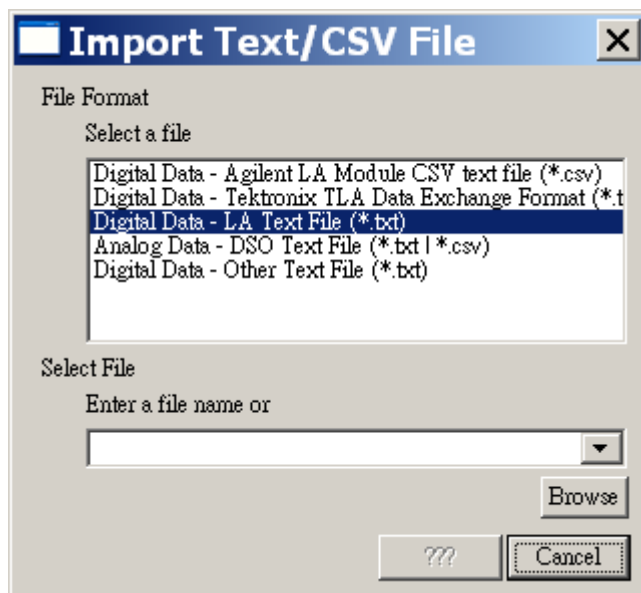 Import Text/CSV File
File Format
Select a file
Digital Data - Agilent LA Module CSV text file (*.csv)
Digital Data - Tektronix TLA Data Exchange Format (*.t
Digital Data - LA Text File (*.txt)
Analog Data - DSO Text File (*.txt | *.csv)
Digital Data - Other Text File (*.txt)
Select File
Enter a file name or
Browse
??? Cancel